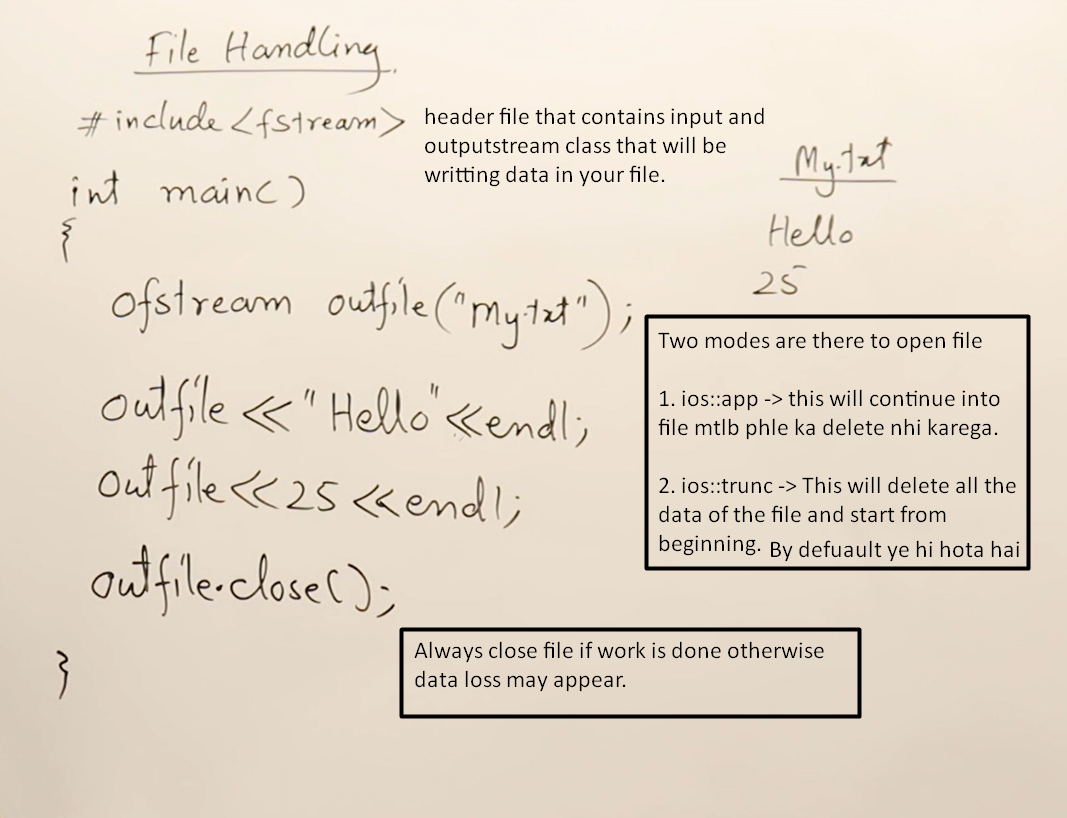 File Handling.
#include<fstream>
header file that contains input and
outputstream class that will be
writting data in your file.
int main()
{
ofstream outfile("My.txt");
outfile<<"Hello"<<endl;
outfile<<25<<endl;
outfile.close();
}
My.txt
Hello
25
Two modes are there to open file
1. ios::app -> this will continue into
file mtlb phle ka delete nhi karega.
2. ios::trunc -> This will delete all the
data of the file and start from
beginning. By defuault ye hi hota hai
Always close file if work is done otherwise
data loss may appear.